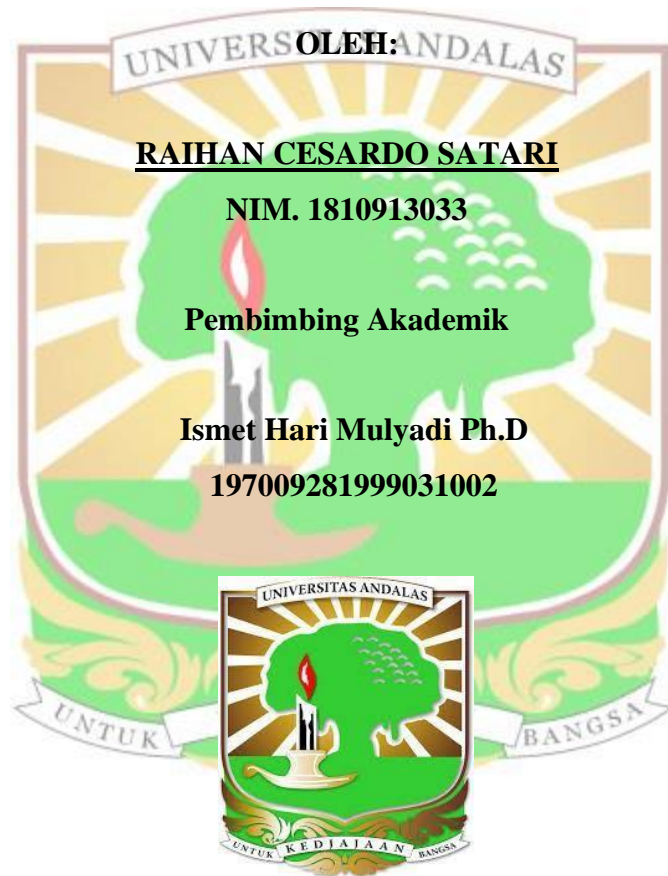 UNIVERSITAS ANDALAS
OLEH:
RAIHAN CESARDO SATARI
NIM. 1810913033
Pembimbing Akademik
Ismet Hari Mulyadi Ph.D
197009281999031002
UNIVERSITAS ANDALAS
UNTUK BANGSA
UNTUK KEDJAJAAN BANGSA